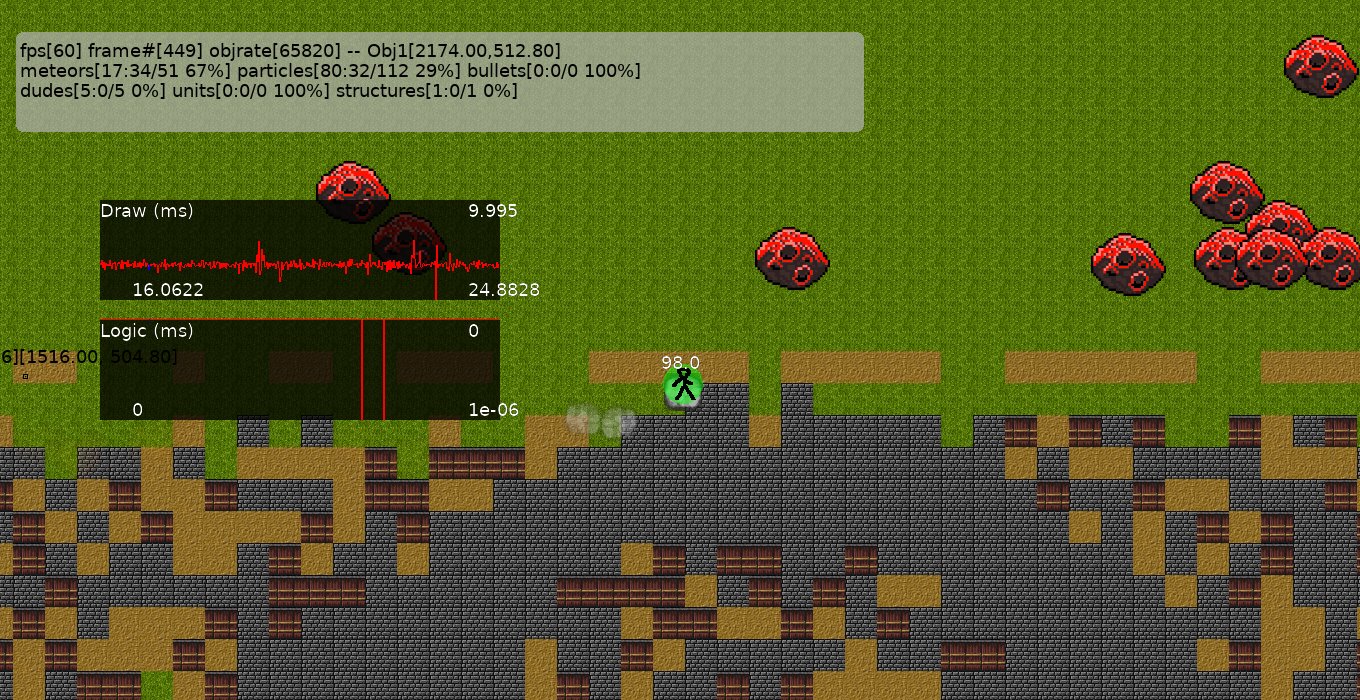 fps[60] frame#[449] objrate[65820] -- Obj1[2174.00,512.80]
meteors[17:34/51 67%] particles[80:32/112 29%] bullets[0:0/0 100%]
dudes[5:0/5 0%] units[0:0/0 100%] structures[1:0/1 0%]
Draw (ms) 9.995
16.0622 24.8828
Logic (ms) 0
6][1516.00, 504.80]
98.0
0 1e-06